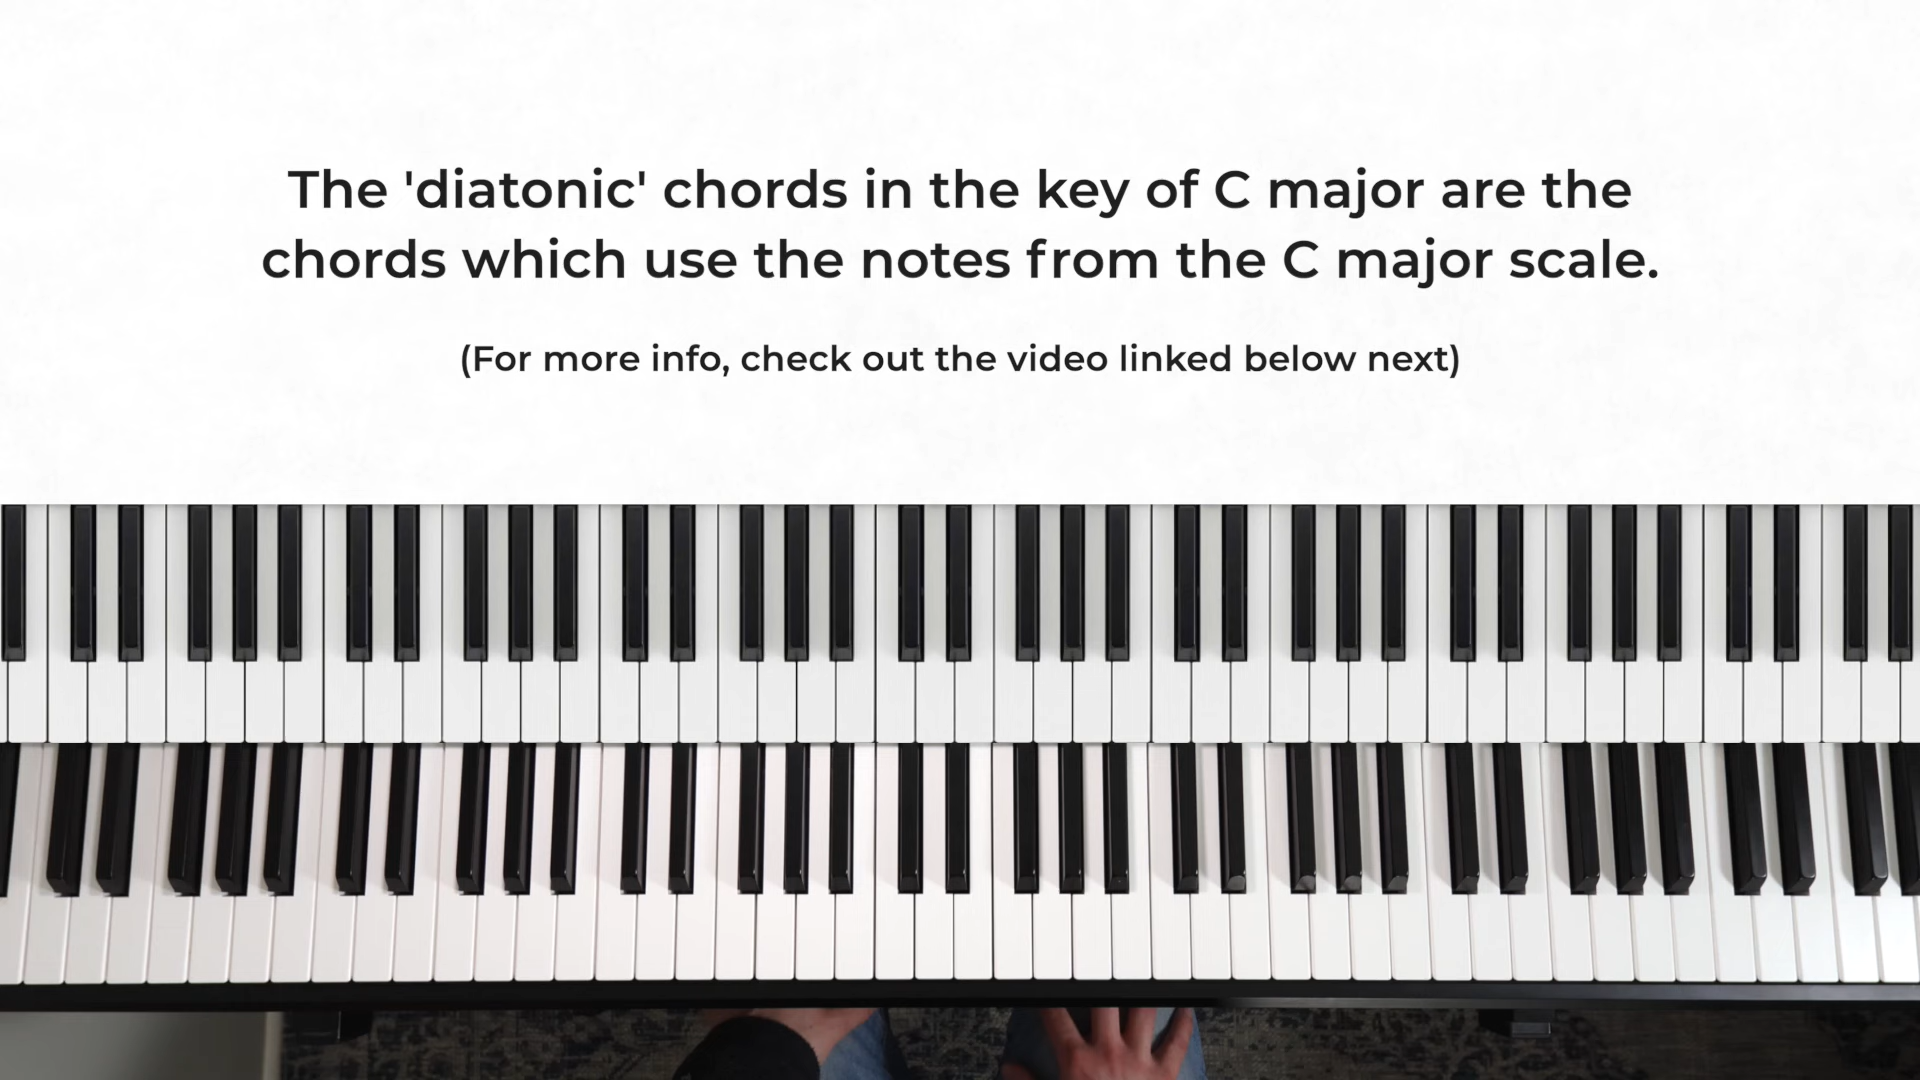 The 'diatonic' chords in the key of C major are the
chords which use the notes from the C major scale.
(For more info, check out the video linked below next)